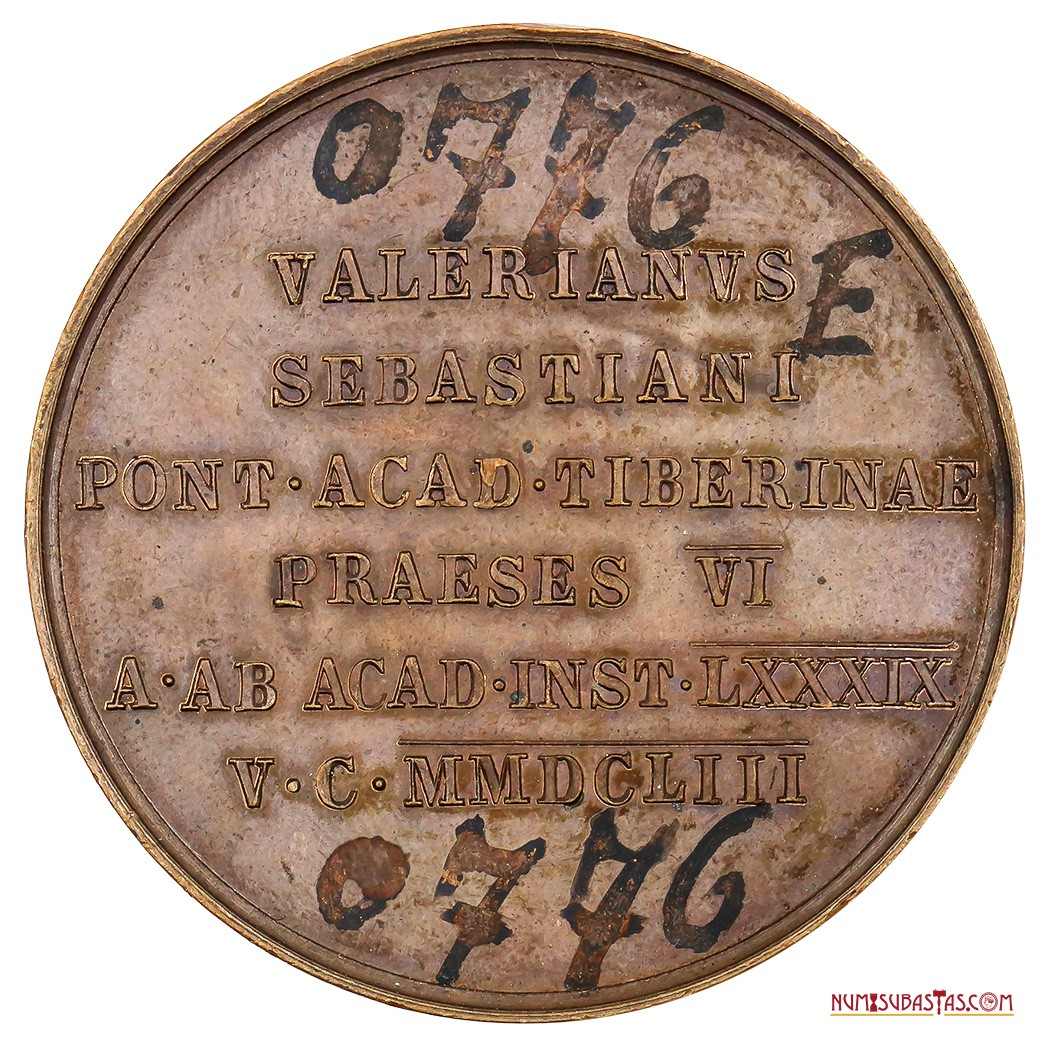 0776
VALERIANVS
E
SEBASTIANI
PONT · ACAD · TIBERINAE
PRAESES VI
A · AB ACAD · INST · LXXXIX
V · C · MMDCLIII
0776
NUMISUBASTAS.COM